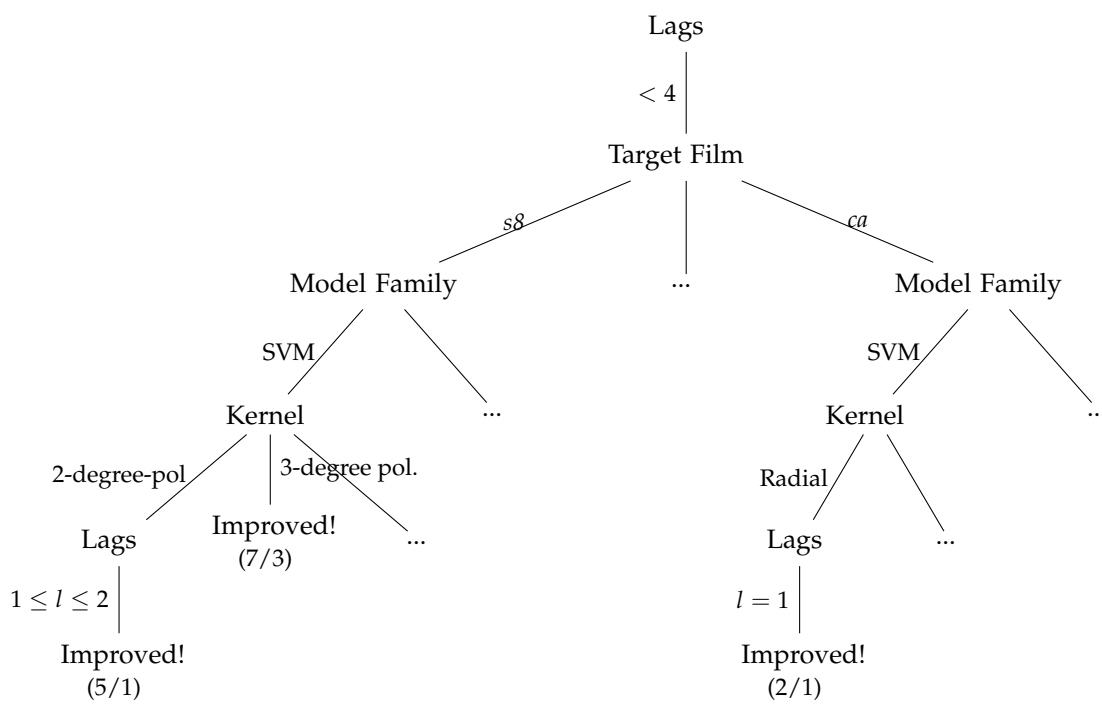 Lags
< 4
Target Film
s8
ca
Model Family
...
Model Family
SVM
SVM
Kernel
...
Kernel
..
2-degree-pol
3-degree pol.
Radial
Lags
Improved!
(7/3)
...
Lags
...
1 ≤ l ≤ 2
l = 1
Improved!
(5/1)
Improved!
(2/1)